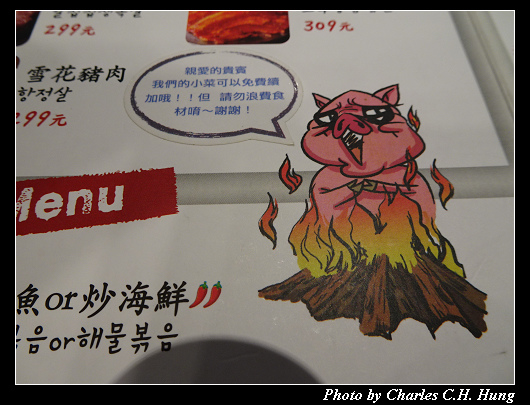 299元
309元
雪花豬肉
항정살
299元
親愛的貴賓
我們的小菜可以免費續
加哦!!但 請勿浪費食
材唷～謝謝!
Menu
魚or炒海鮮
볶음or해물볶음
Photo by Charles C.H. Hung